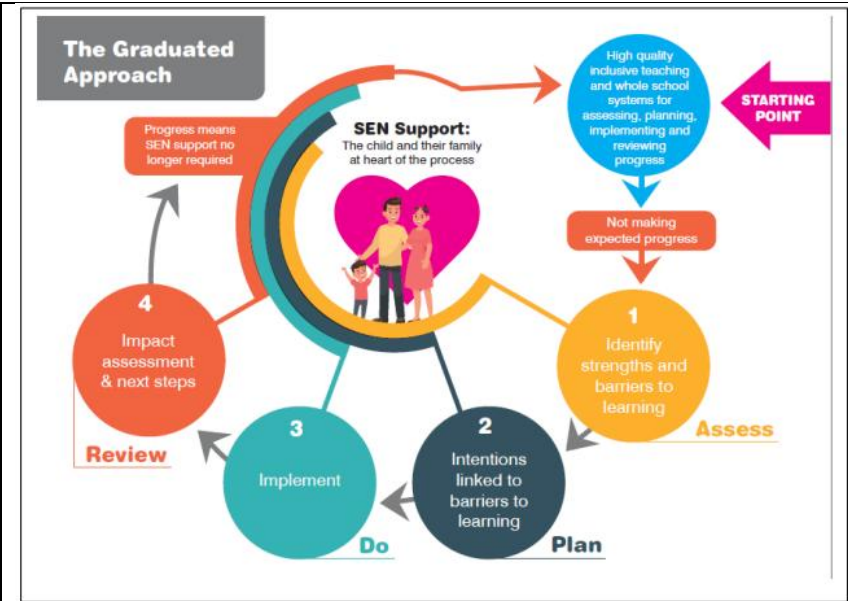 The Graduated
Approach
High quality
inclusive teaching
and whole school
systems for
assessing, planning,
implementing and
reviewing
progress
STARTING
POINT
Progress means
SEN support no
longer required
SEN Support:
The child and their family
at heart of the process
Not making
expected progress
1
Identify
strengths and
barriers to
learning
Assess
2
Intentions
linked to
barriers to
learning
Plan
3
Implement
Do
4
Impact
assessment
& next steps
Review